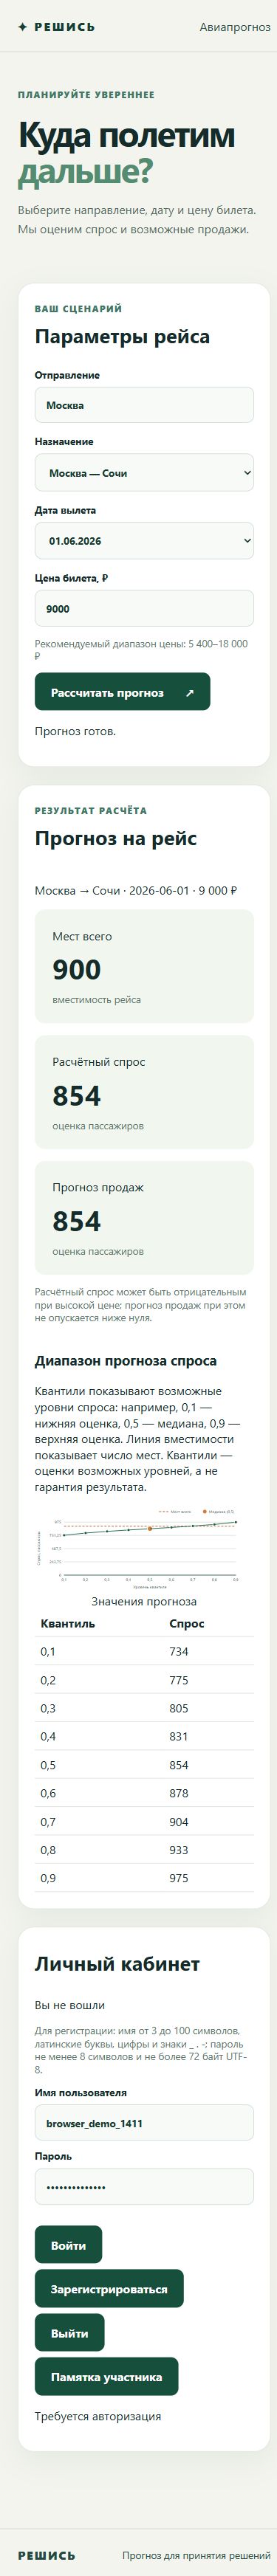 ✦ РЕШИСЬ Авиапрогноз
ПЛАНИРУЙТЕ УВЕРЕННЕЕ
Куда полетим
дальше?
Выберите направление, дату и цену билета.
Мы оценим спрос и возможные продажи.
ВАШ СЦЕНАРИЙ
Параметры рейса
Отправление
Москва
Назначение
Москва — Сочи
Дата вылета
01.06.2026
Цена билета, ₽
9000
Рекомендуемый диапазон цены: 5 400–18 000
₽
Рассчитать прогноз ↗
Прогноз готов.
РЕЗУЛЬТАТ РАСЧЁТА
Прогноз на рейс
Москва → Сочи · 2026-06-01 · 9 000 ₽
Мест всего
900
вместимость рейса
Расчётный спрос
854
оценка пассажиров
Прогноз продаж
854
оценка пассажиров
Расчётный спрос может быть отрицательным
при высокой цене; прогноз продаж при этом
не опускается ниже нуля.
Диапазон прогноза спроса
Квантили показывают возможные
уровни спроса: например, 0,1 —
нижняя оценка, 0,5 — медиана, 0,9 —
верхняя оценка. Линия вместимости
показывает число мест. Квантили —
оценки возможных уровней, а не
гарантия результата.
Значения прогноза
Квантиль Спрос
0,1 734
0,2 775
0,3 805
0,4 831
0,5 854
0,6 878
0,7 904
0,8 933
0,9 975
Личный кабинет
Вы не вошли
Для регистрации: имя от 3 до 100 символов,
латинские буквы, цифры и знаки _ . -; пароль
не менее 8 символов и не более 72 байт UTF-
8.
Имя пользователя
browser_demo_1411
Пароль
••••••••••••••
Войти
Зарегистрироваться
Выйти
Памятка участника
Требуется авторизация
РЕШИСЬ Прогноз для принятия решений